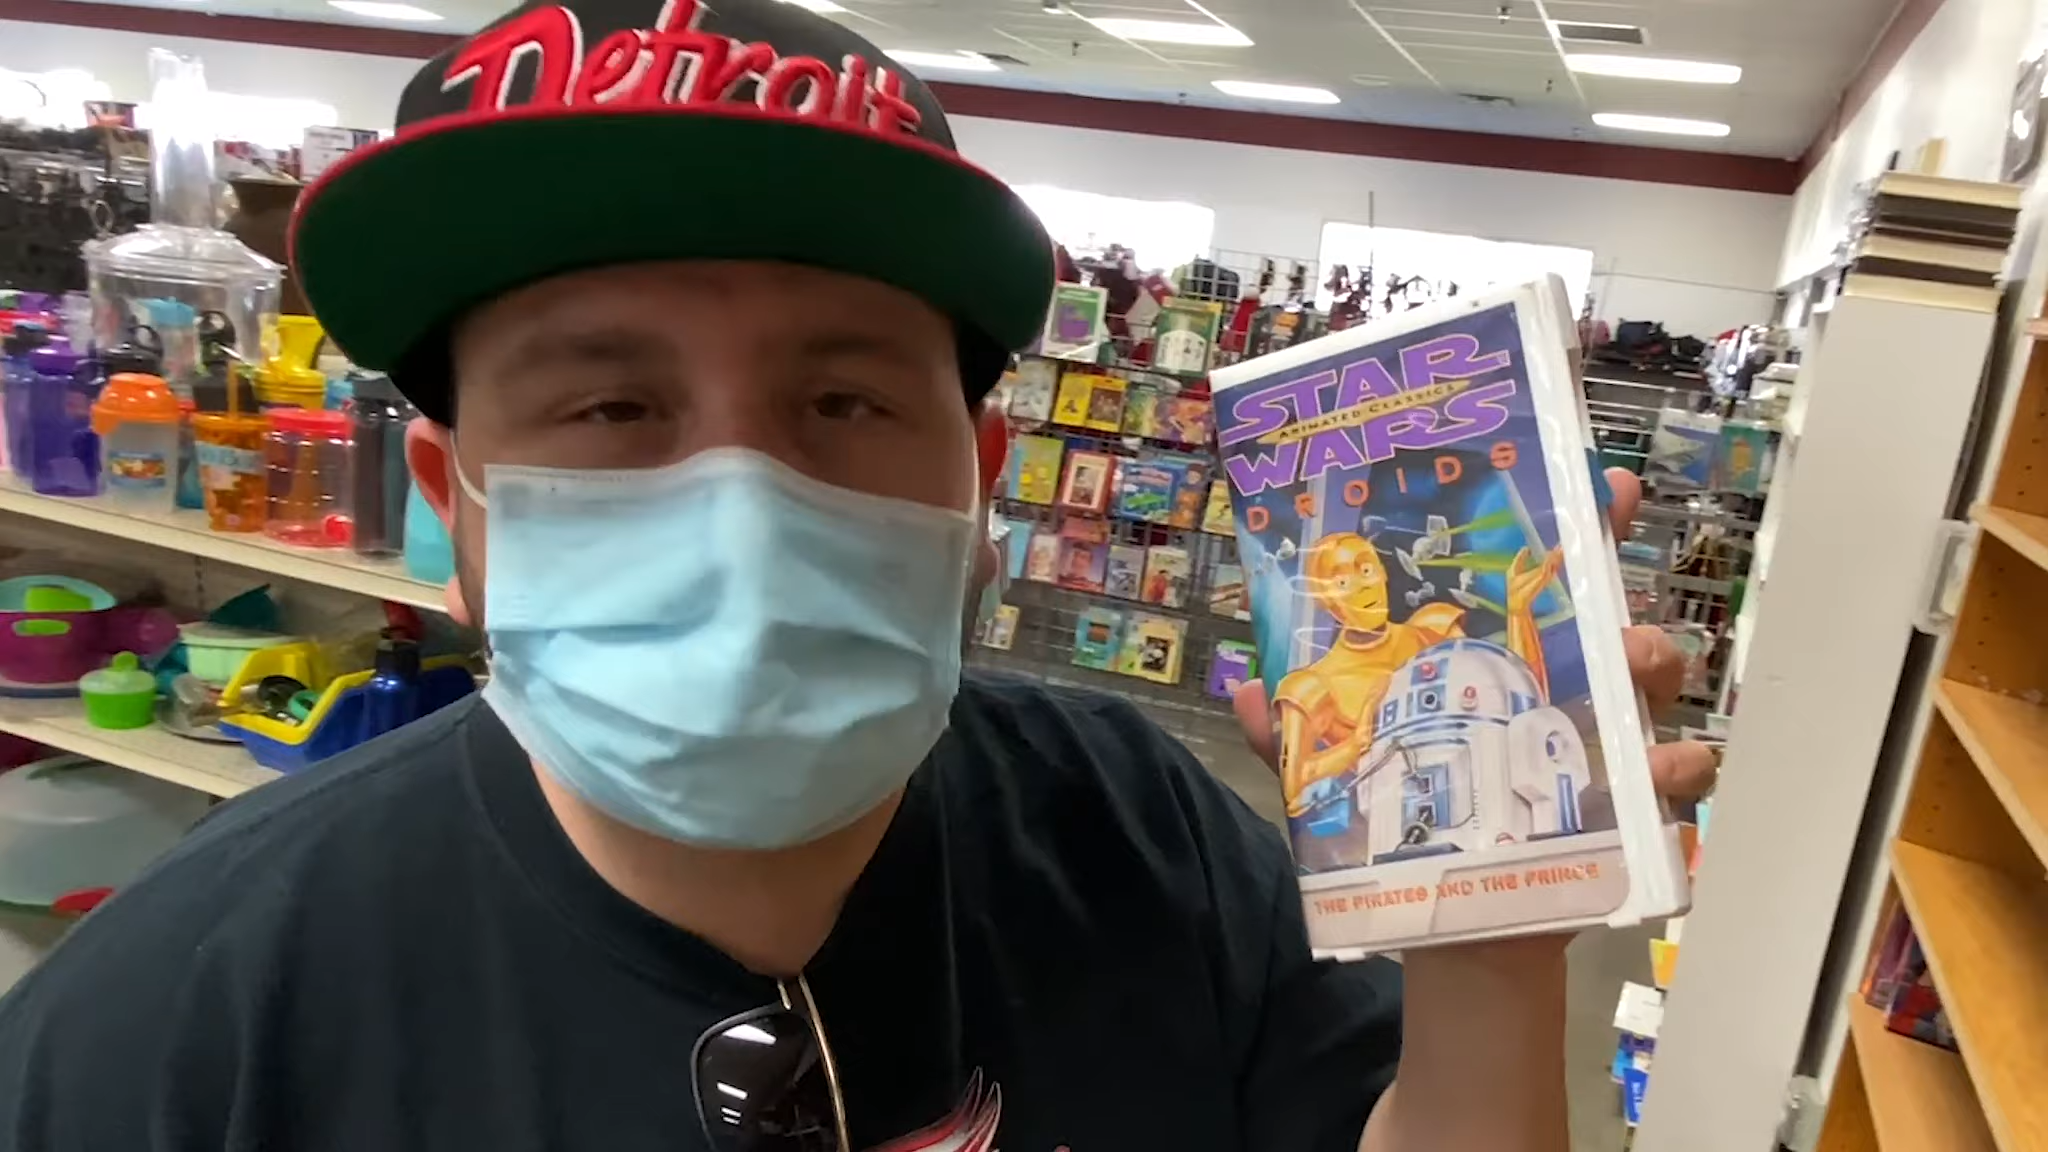 Detroit
STAR
ANIMATED CLASSICS
WARS
DROIDS
THE PIRATES AND THE PRINCE